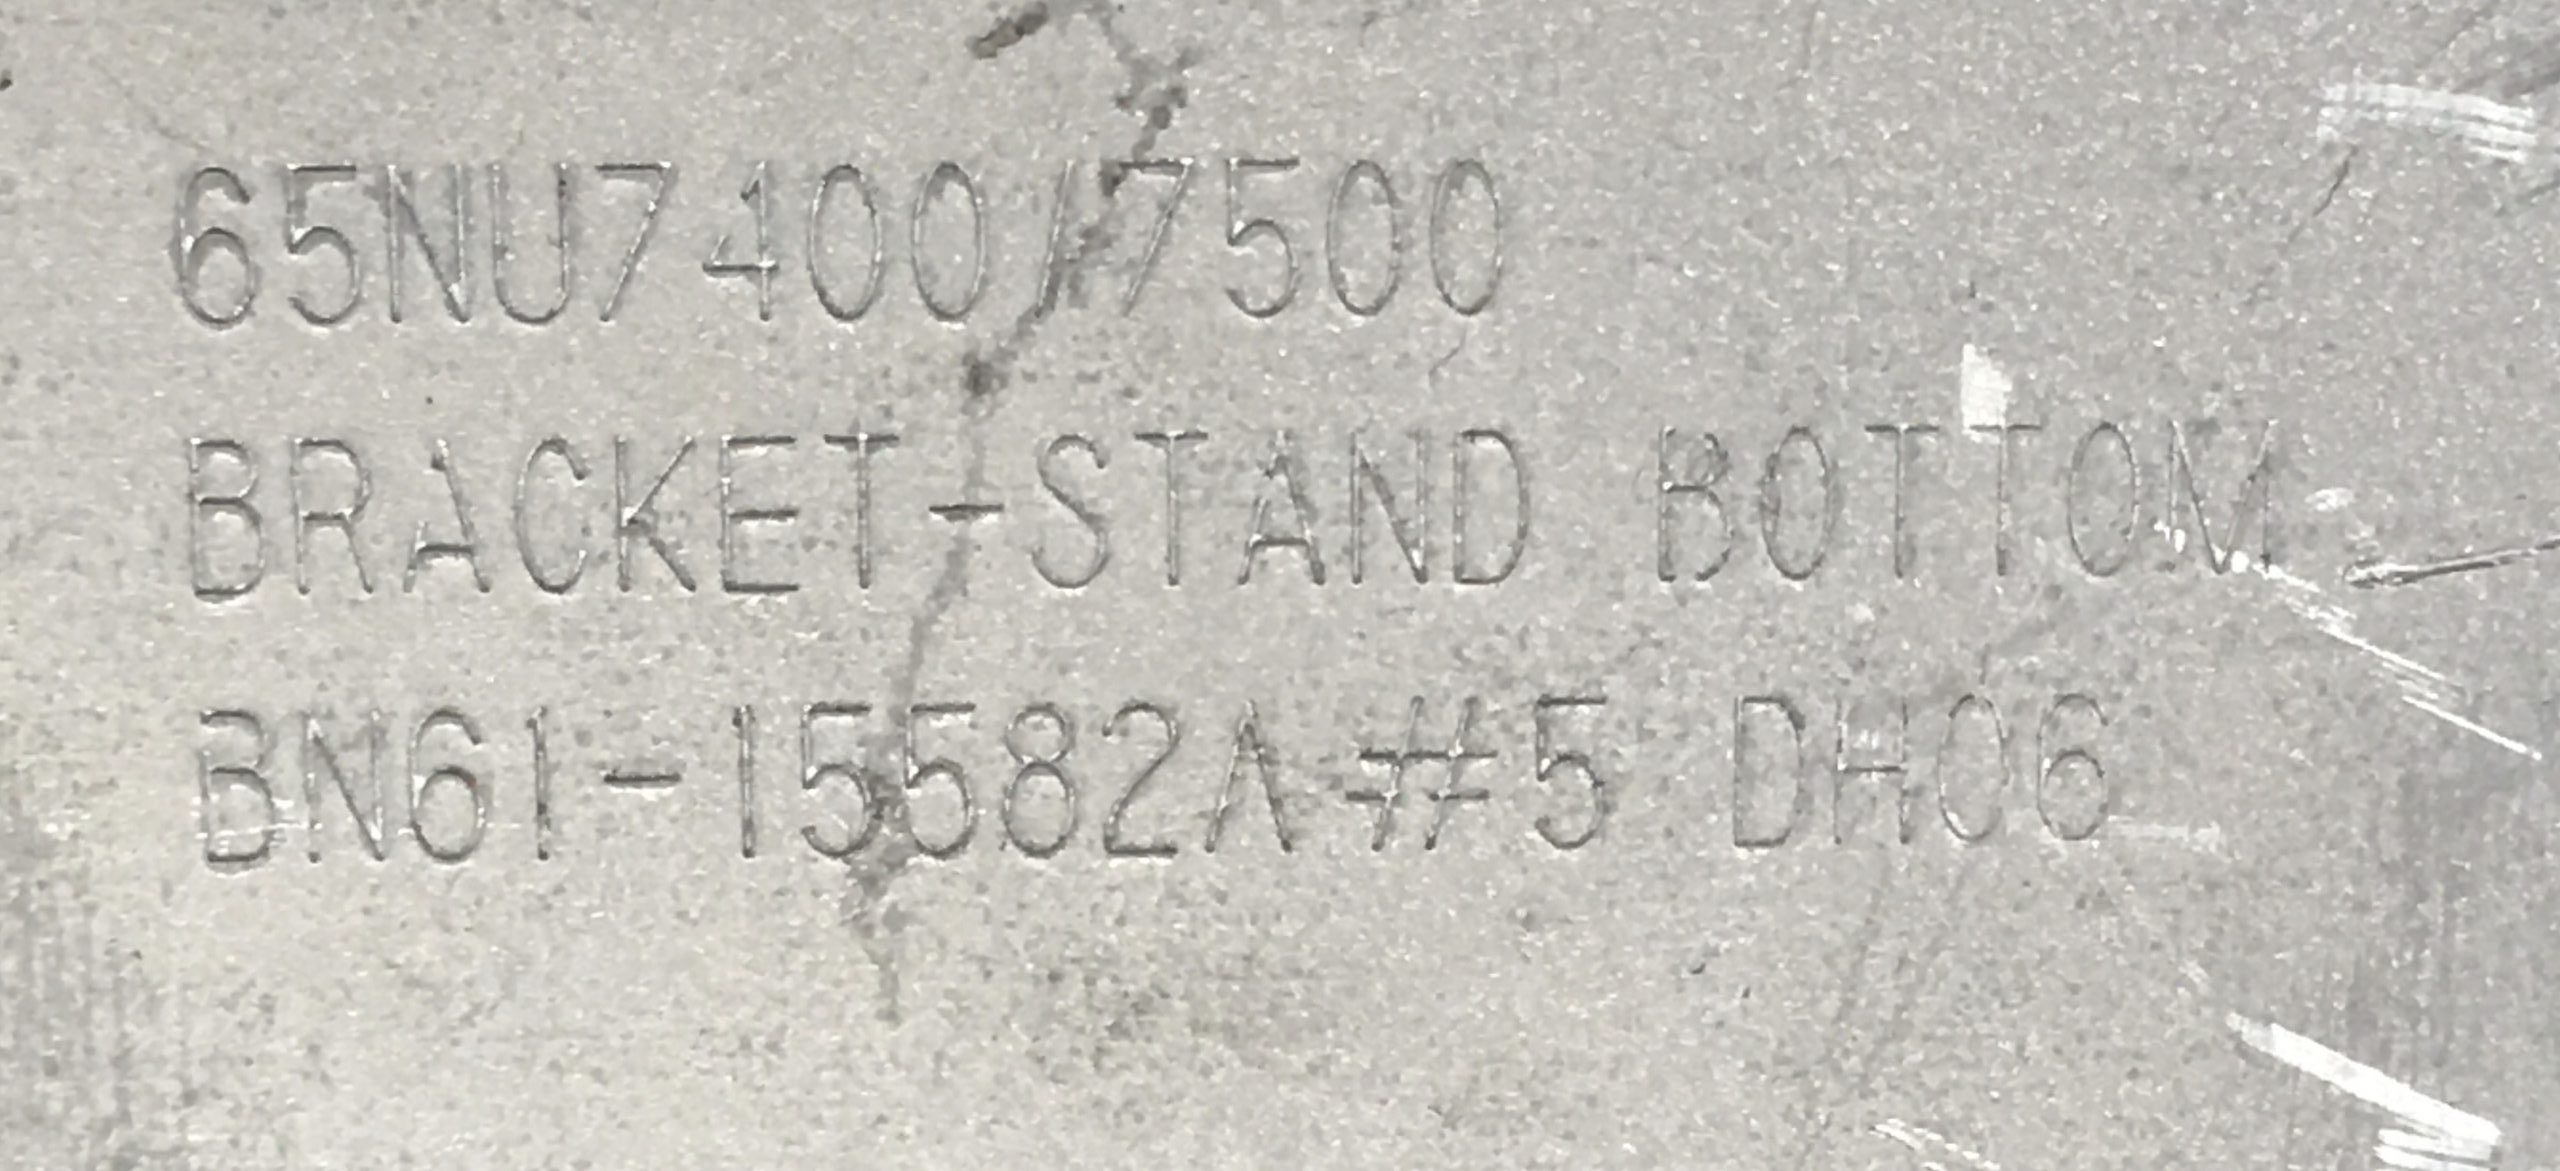 65NU7400/7500
BRACKET-STAND BOTTOM
BN61-15582A #5 DH06